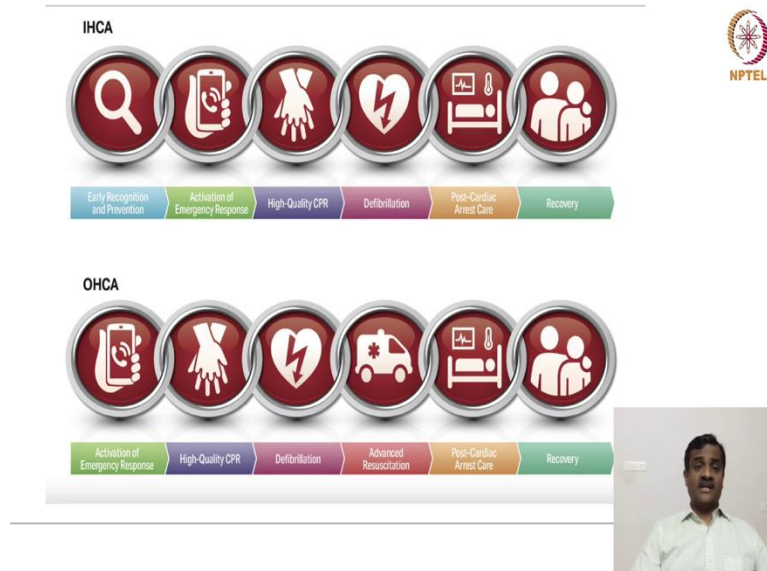 IHCA
NPTEL
Early Recognition
and Prevention
Activation of
Emergency Response
High-Quality CPR
Defibrillation
Post-Cardiac
Arrest Care
Recovery
OHCA
Activation of
Emergency Response
High-Quality CPR
Defibrillation
Advanced
Resuscitation
Post-Cardiac
Arrest Care
Recovery